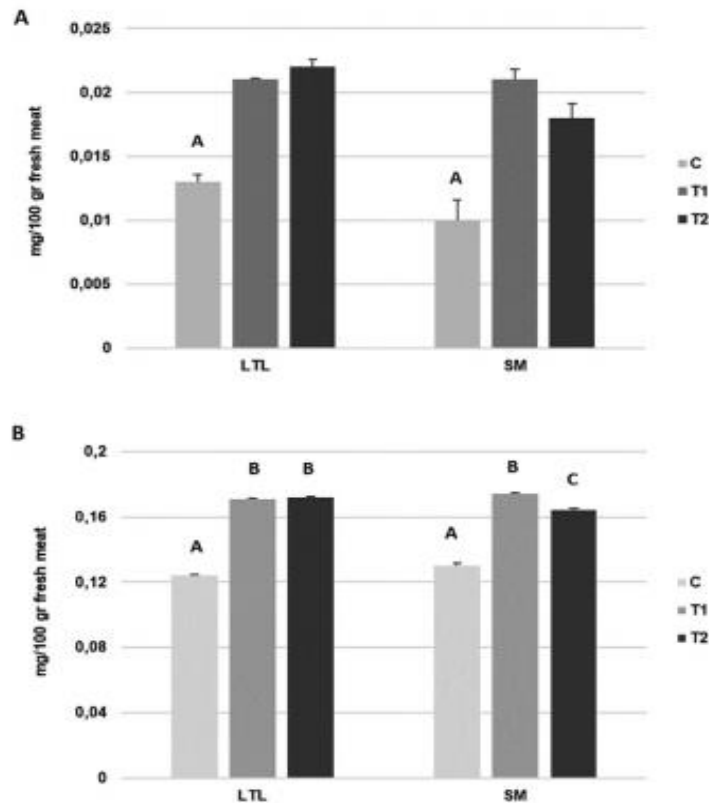 A
0,025
0,02
0,015
0,01
0,005
0
mg/100 gr fresh meat
A
A
LTL
SM
C
T1
T2
B
0,2
0,16
0,12
0,08
0,04
0
mg/100 gr fresh meat
A
B
B
A
B
C
LTL
SM
C
T1
T2